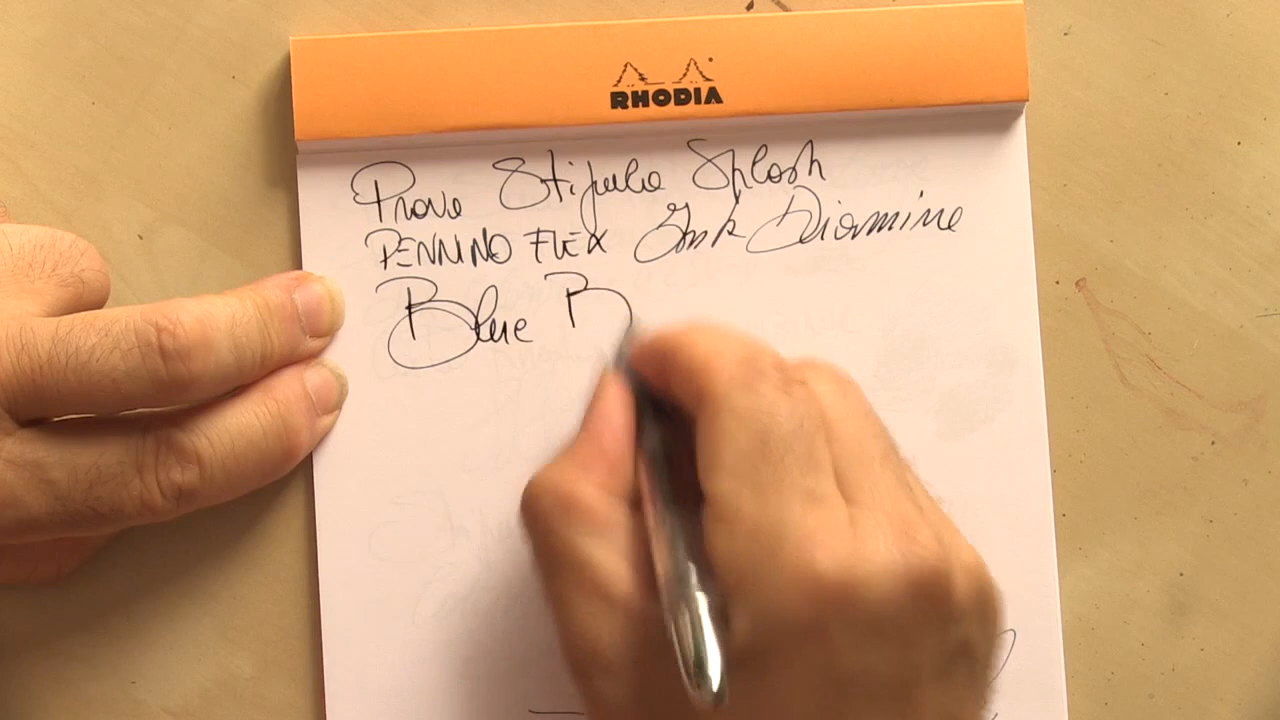 RHODIA
Prova Stipula Splash
PENNINO FLEX Ink Diamine
Blue B